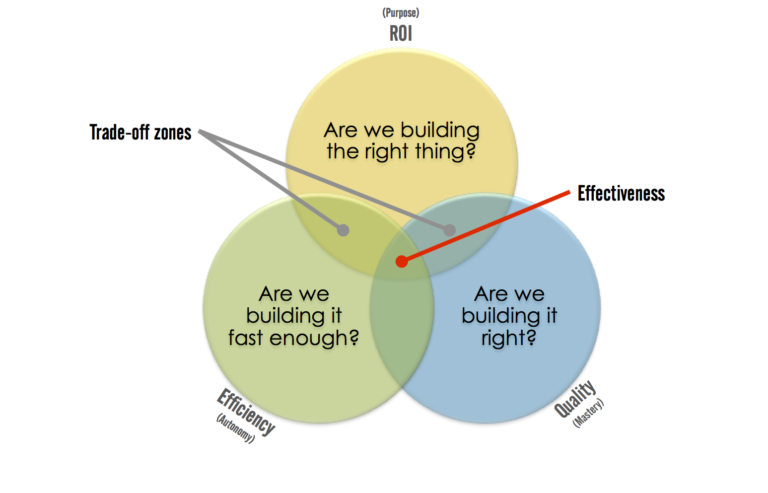 (Purpose)
ROI
Are we building
the right thing?
Trade-off zones
Effectiveness
Are we
building it
fast enough?
Are we
building it
right?
Efficiency
(Autonomy)
Quality
(Mastery)